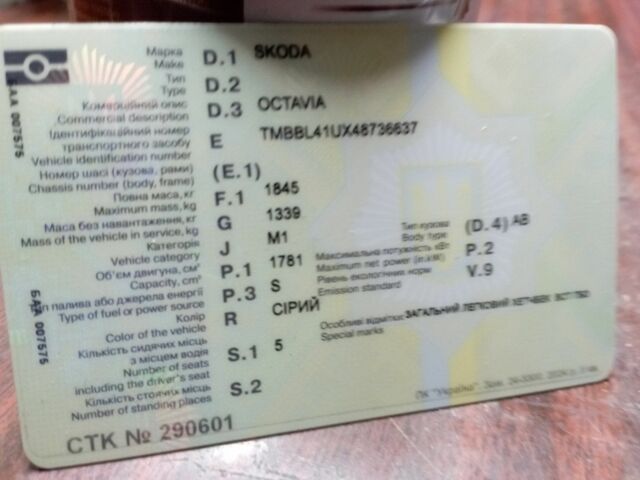 БАА 007575
Марка
Make D.1 SKODA
Тип
Type D.2
Комерційний опис
Commercial description D.3 OCTAVIA
Ідентифікаційний номер
транспортного засобу E TMBBL41UX48736637
Vehicle identification number
Номер шасі (кузова, рами) (E.1)
Chassis number (body, frame)
Повна маса, кг F.1 1845
Maximum mass, kg
Маса без навантаження, кг G 1339
Mass of the vehicle in service, kg
Категорія J M1
Vehicle category
Об'єм двигуна, см³ P.1 1781
Capacity, cm³
Тип палива або джерела енергії P.3 S
Type of fuel or power source
Колір R СІРИЙ
Color of the vehicle
Кількість сидячих місць
з місцем водія S.1 5
Number of seats
including the driver's seat
Кількість стоячих місць S.2
Number of standing places
Тип кузова (D.4) AB
Body type
Максимальна потужність кВт P.2
Maximum net power (in kW)
Рівень екологічних норм V.9
Emission standard
Особливі відмітки ЗАГАЛЬНИЙ ЛЕГКОВИЙ ХЕТЧБЕК
Special marks
БАА 007575
СТК № 290601
ПК "Україна", Зам.